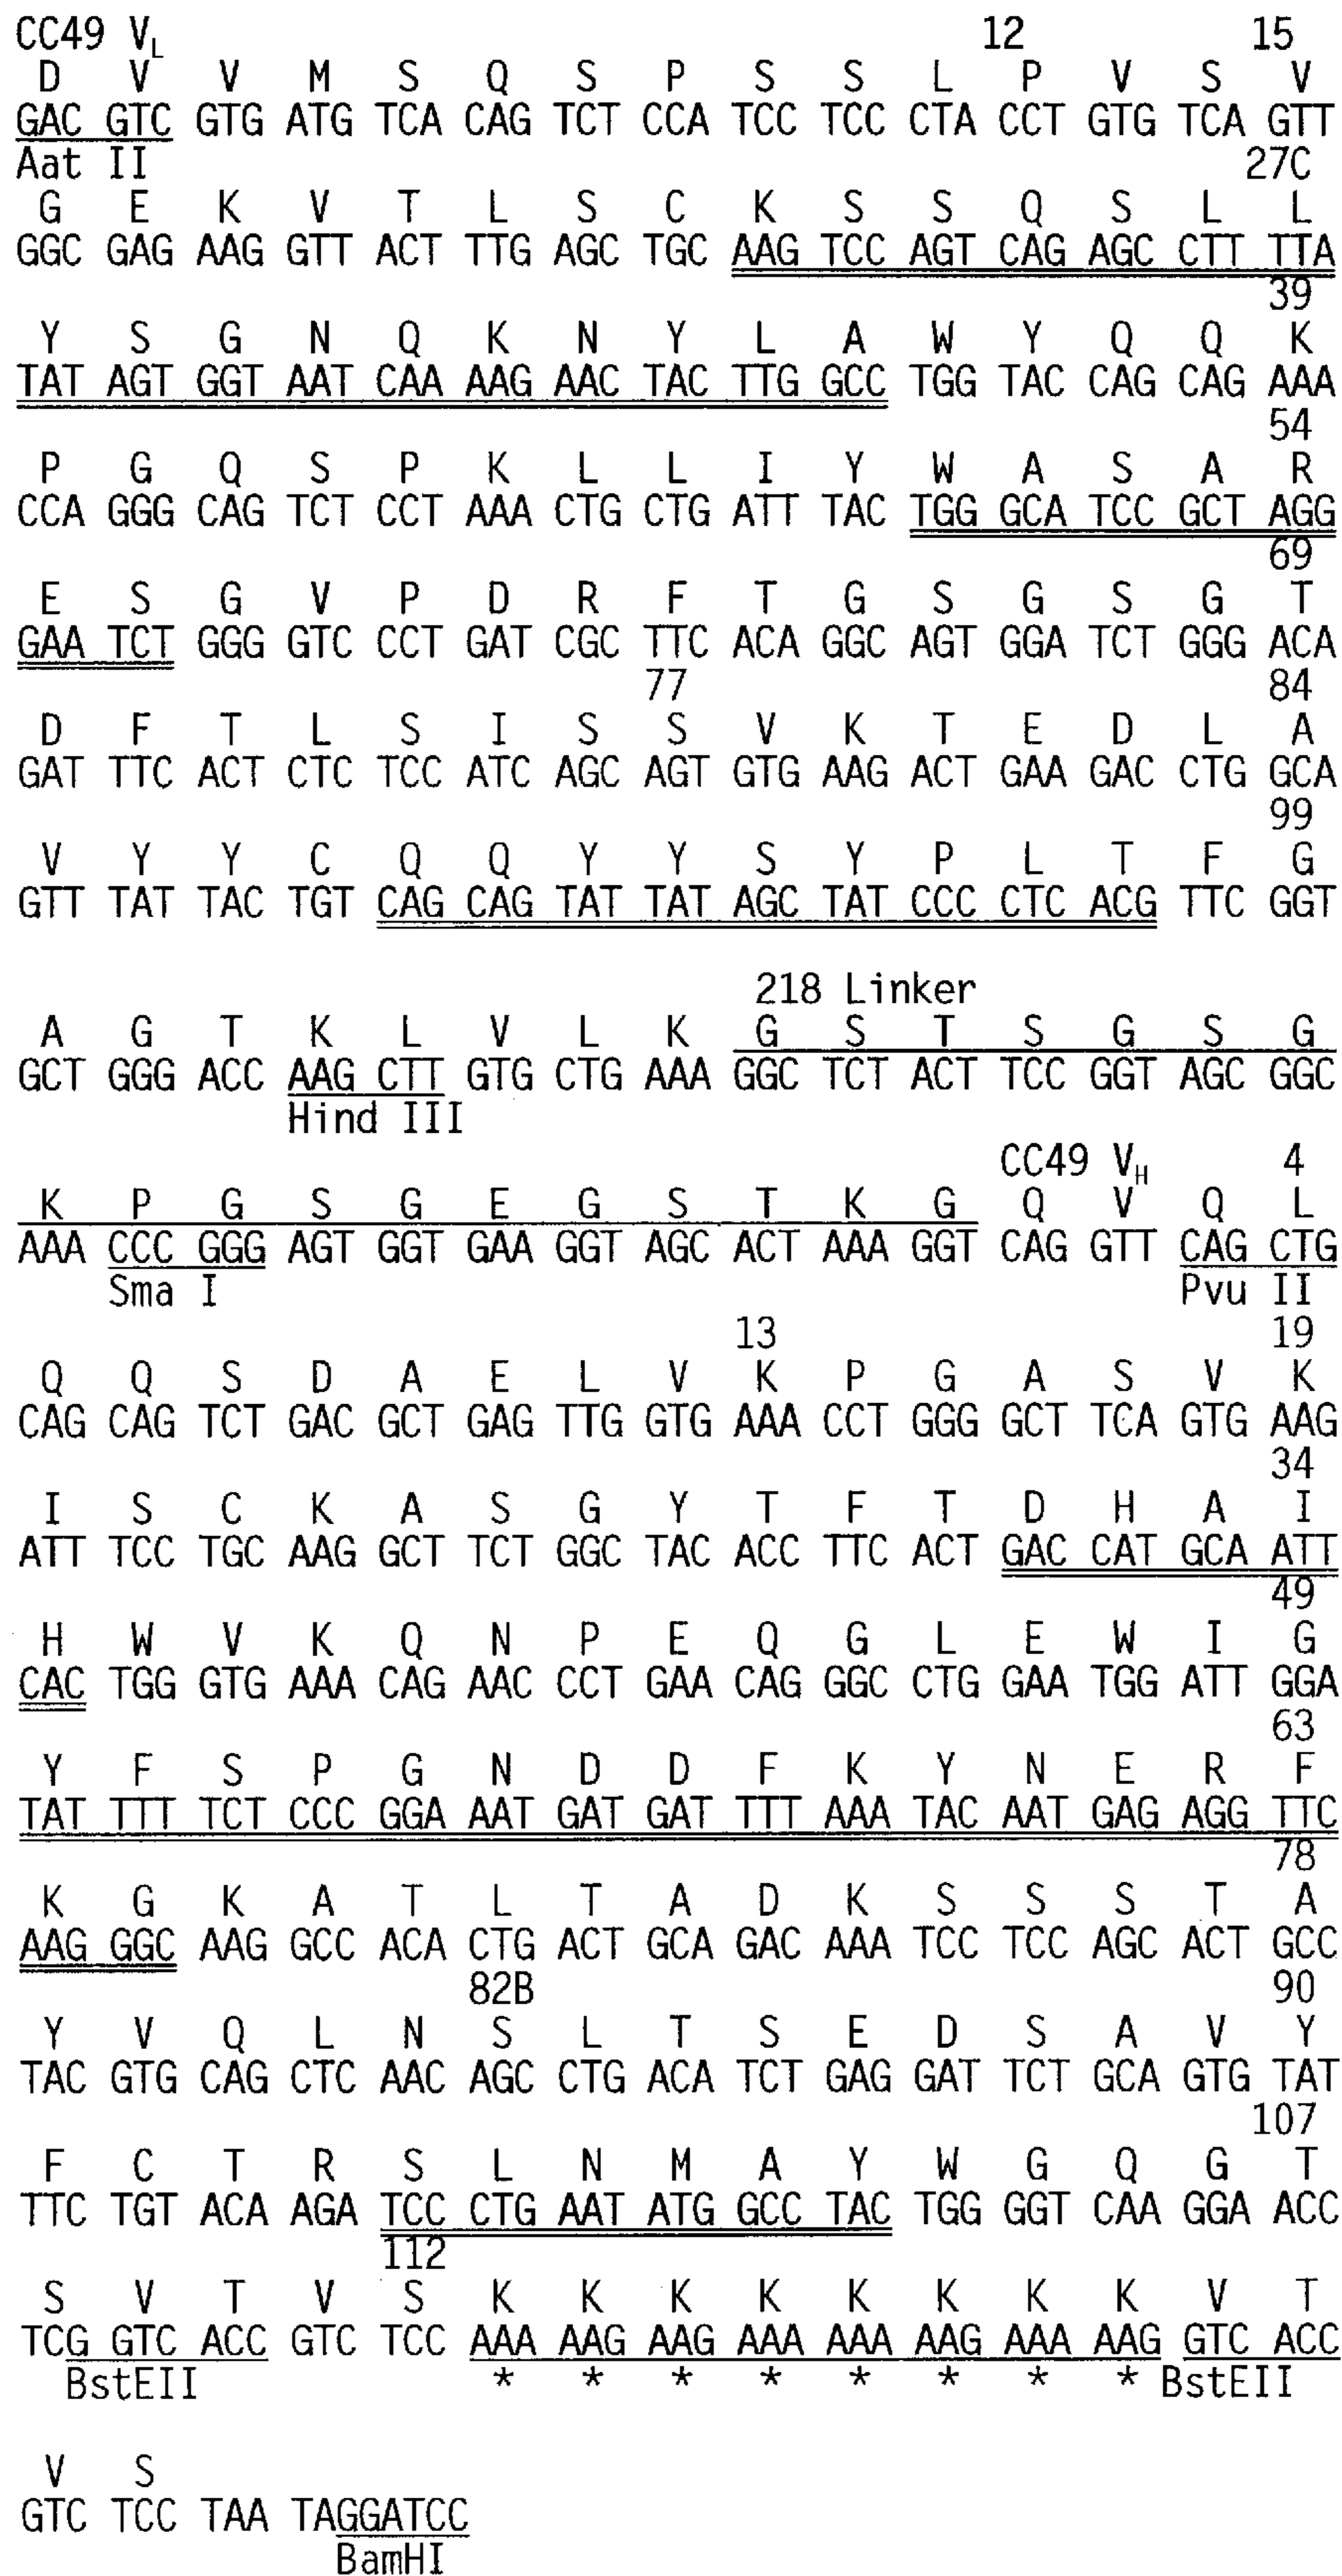 CC49 VL 12 15
D V V M S Q S P S S L P V S V
GAC GTC GTG ATG TCA CAG TCT CCA TCC TCC CTA CCT GTG TCA GTT
Aat II 27C
G E K V T L S C K S S Q S L L
GGC GAG AAG GTT ACT TTG AGC TGC AAG TCC AGT CAG AGC CTT TTA
39
Y S G N Q K N Y L A W Y Q Q K
TAT AGT GGT AAT CAA AAG AAC TAC TTG GCC TGG TAC CAG CAG AAA
54
P G Q S P K L L I Y W A S A R
CCA GGG CAG TCT CCT AAA CTG CTG ATT TAC TGG GCA TCC GCT AGG
69
E S G V P D R F T G S G S G T
GAA TCT GGG GTC CCT GAT CGC TTC ACA GGC AGT GGA TCT GGG ACA
77 84
D F T L S I S S V K T E D L A
GAT TTC ACT CTC TCC ATC AGC AGT GTG AAG ACT GAA GAC CTG GCA
99
V Y Y C Q Q Y Y S Y P L T F G
GTT TAT TAC TGT CAG CAG TAT TAT AGC TAT CCC CTC ACG TTC GGT
218 Linker
A G T K L V L K G S T S G S G
GCT GGG ACC AAG CTT GTG CTG AAA GGC TCT ACT TCC GGT AGC GGC
Hind III
CC49 VH 4
K P G S G E G S T K G Q V Q L
AAA CCC GGG AGT GGT GAA GGT AGC ACT AAA GGT CAG GTT CAG CTG
Sma I Pvu II
13 19
Q Q S D A E L V K P G A S V K
CAG CAG TCT GAC GCT GAG TTG GTG AAA CCT GGG GCT TCA GTG AAG
34
I S C K A S G Y T F T D H A I
ATT TCC TGC AAG GCT TCT GGC TAC ACC TTC ACT GAC CAT GCA ATT
49
H W V K Q N P E Q G L E W I G
CAC TGG GTG AAA CAG AAC CCT GAA CAG GGC CTG GAA TGG ATT GGA
63
Y F S P G N D D F K Y N E R F
TAT TTT TCT CCC GGA AAT GAT GAT TTT AAA TAC AAT GAG AGG TTC
78
K G K A T L T A D K S S S T A
AAG GGC AAG GCC ACA CTG ACT GCA GAC AAA TCC TCC AGC ACT GCC
82B 90
Y V Q L N S L T S E D S A V Y
TAC GTG CAG CTC AAC AGC CTG ACA TCT GAG GAT TCT GCA GTG TAT
107
F C T R S L N M A Y W G Q G T
TTC TGT ACA AGA TCC CTG AAT ATG GCC TAC TGG GGT CAA GGA ACC
112
S V T V S K K K K K K K K V T
TCG GTC ACC GTC TCC AAA AAG AAG AAA AAA AAG AAA AAG GTC ACC
BstEII * * * * * * * * BstEII
V S
GTC TCC TAA TAGGATCC
BamHI